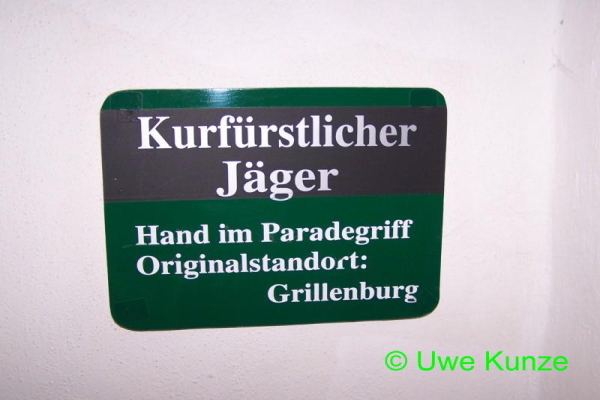 Kurfürstlicher
Jäger
Hand im Paradegriff
Originalstandort:
Grillenburg
© Uwe Kunze